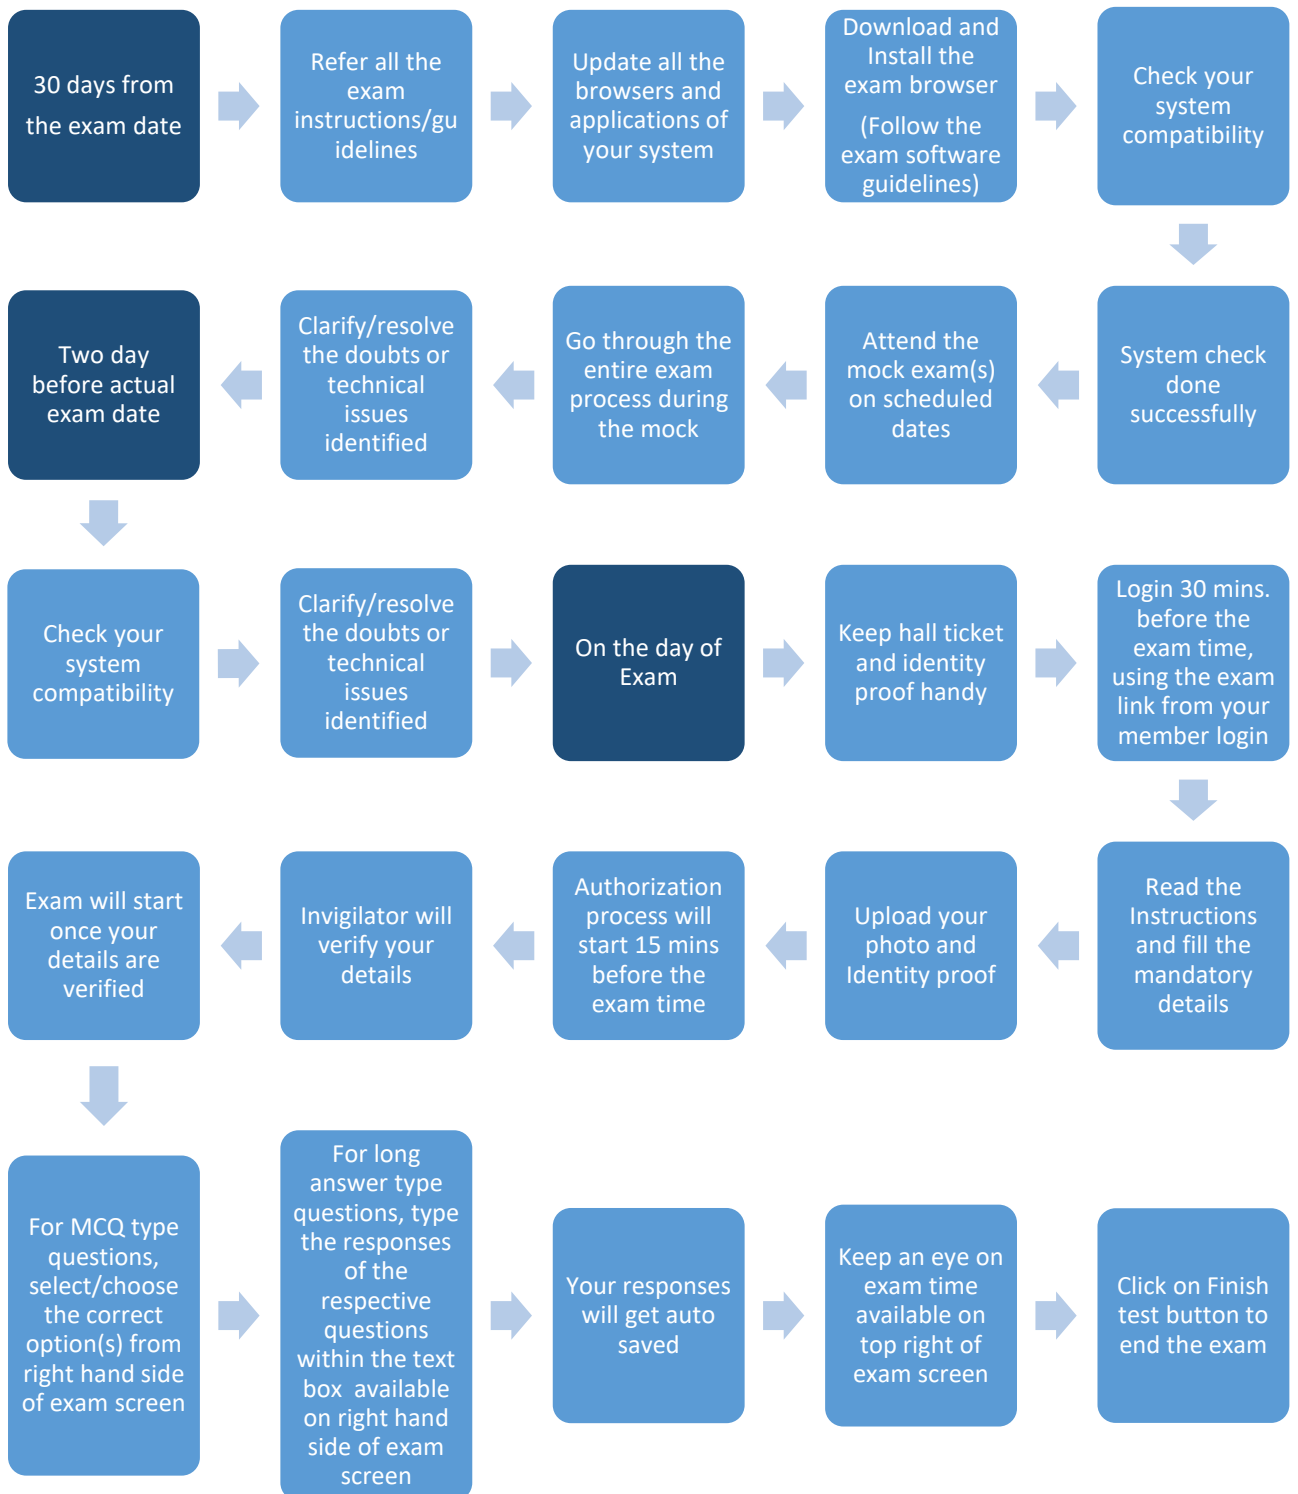 30 days from
the exam date
Refer all the
exam
instructions/gu
idelines
Update all the
browsers and
applications of
your system
Download and
Install the
exam browser
(Follow the
exam software
guidelines)
Check your
system
compatibility
System check
done
successfully
Attend the
mock exam(s)
on scheduled
dates
Go through the
entire exam
process during
the mock
Clarify/resolve
the doubts or
technical
issues
identified
Two day
before actual
exam date
Check your
system
compatibility
Clarify/resolve
the doubts or
technical
issues
identified
On the day of
Exam
Keep hall ticket
and identity
proof handy
Login 30 mins.
before the
exam time,
using the exam
link from your
member login
Read the
Instructions
and fill the
mandatory
details
Upload your
photo and
Identity proof
Authorization
process will
start 15 mins
before the
exam time
Invigilator will
verify your
details
Exam will start
once your
details are
verified
For MCQ type
questions,
select/choose
the correct
option(s) from
right hand side
of exam screen
For long
answer type
questions, type
the responses
of the
respective
questions
within the text
box available
on right hand
side of exam
screen
Your responses
will get auto
saved
Keep an eye on
exam time
available on
top right of
exam screen
Click on Finish
test button to
end the exam